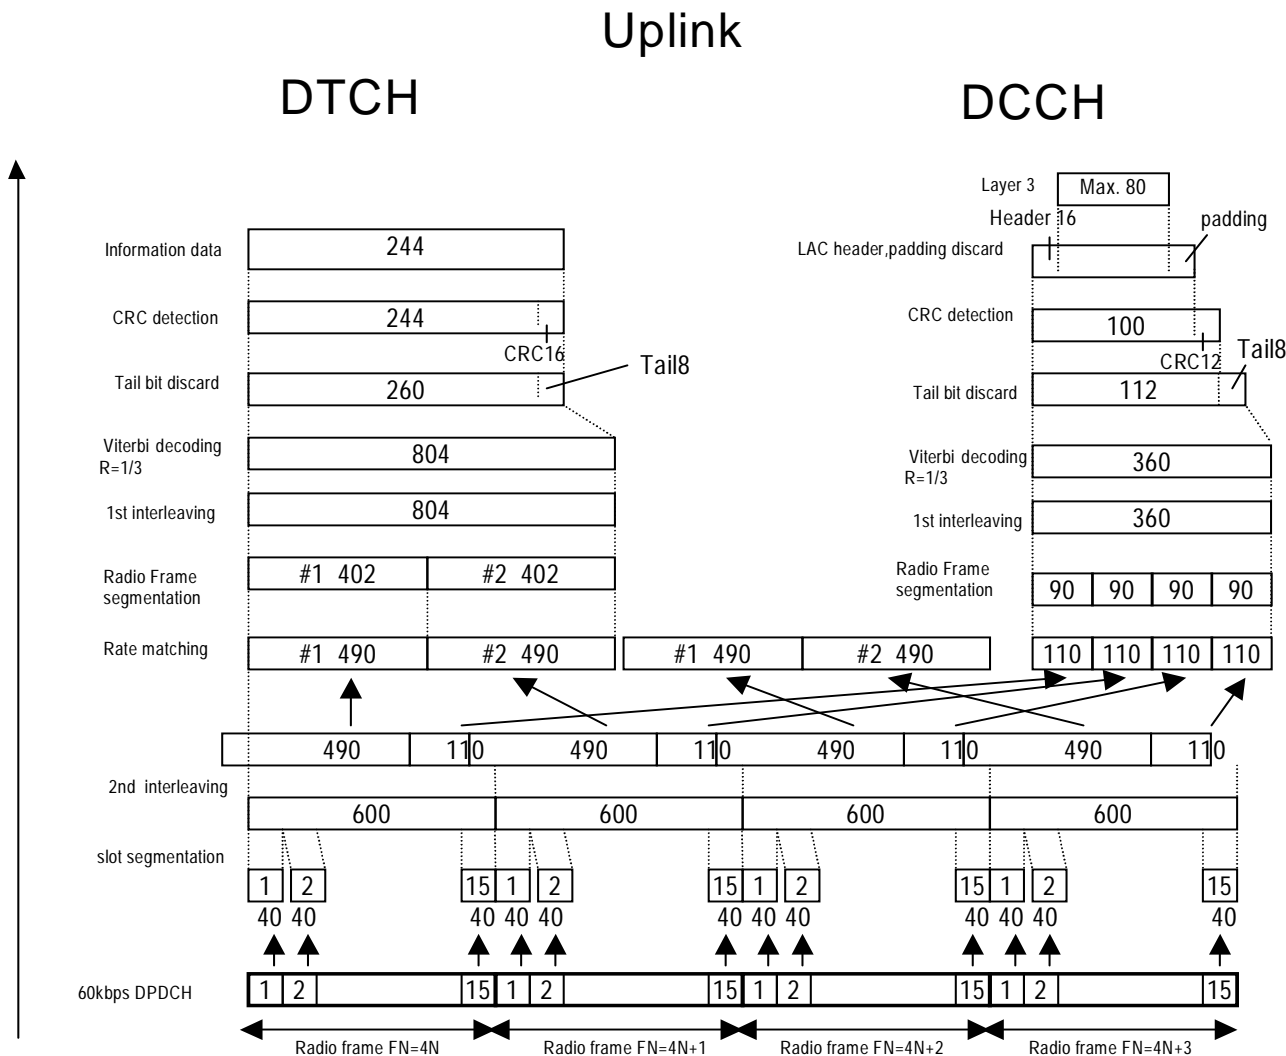 Uplink
DTCH
DCCH
Layer 3
Max. 80
Header 16
padding
Information data
244
LAC header,padding discard
CRC detection
244
CRC16
CRC detection
100
CRC12
Tail8
Tail8
Tail bit discard
260
Tail bit discard
112
Viterbi decoding
R=1/3
804
Viterbi decoding
R=1/3
360
1st interleaving
804
1st interleaving
360
Radio Frame
segmentation
#1 402
#2 402
Radio Frame
segmentation
90 90 90 90
Rate matching
#1 490
#2 490
#1 490
#2 490
110 110 110 110
490 110 490 110 490 110 490 110
2nd interleaving
600 600 600 600
slot segmentation
1 2 15 1 2 15 1 2 15 1 2 15
40 40 40 40 40 40 40 40 40 40 40 40
60kbps DPDCH
1 2 15 1 2 15 1 2 15 1 2 15
Radio frame FN=4N
Radio frame FN=4N+1
Radio frame FN=4N+2
Radio frame FN=4N+3